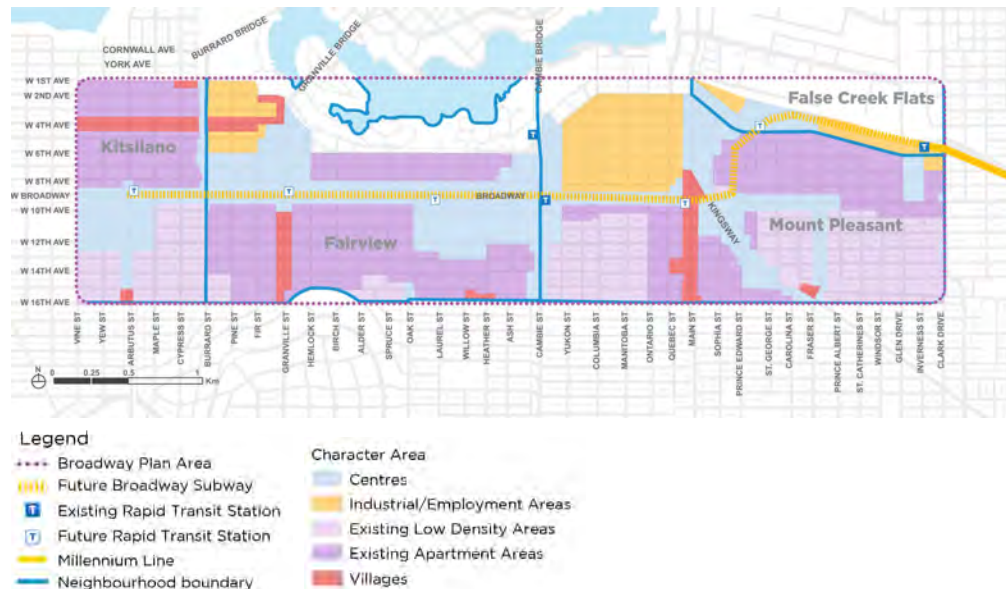 BURRARD BRIDGE
GRANVILLE BRIDGE
CAMBIE BRIDGE
CORNWALL AVE
YORK AVE
W 1ST AVE
W 2ND AVE
W 4TH AVE
W 6TH AVE
W 8TH AVE
W BROADWAY
W 10TH AVE
W 12TH AVE
W 14TH AVE
W 16TH AVE
Kitsilano
Fairview
False Creek Flats
Mount Pleasant
BROADWAY
KINGSWAY
VINE ST
YEW ST
ARBUTUS ST
MAPLE ST
CYPRESS ST
BURRARD ST
PINE ST
FIR ST
GRANVILLE ST
HEMLOCK ST
BIRCH ST
ALDER ST
SPRUCE ST
OAK ST
LAUREL ST
WILLOW ST
HEATHER ST
ASH ST
CAMBIE ST
YUKON ST
COLUMBIA ST
MANITOBA ST
ONTARIO ST
QUEBEC ST
MAIN ST
SOPHIA ST
PRINCE EDWARD ST
ST. GEORGE ST
CAROLINA ST
FRASER ST
PRINCE ALBERT ST
ST. CATHERINES ST
WINDSOR ST
GLEN DRIVE
INVERNESS ST
CLARK DRIVE
N
0 0.25 0.5 1
Km
Legend
Broadway Plan Area
Future Broadway Subway
T Existing Rapid Transit Station
T Future Rapid Transit Station
Millennium Line
Neighbourhood boundary
Character Area
Centres
Industrial/Employment Areas
Existing Low Density Areas
Existing Apartment Areas
Villages